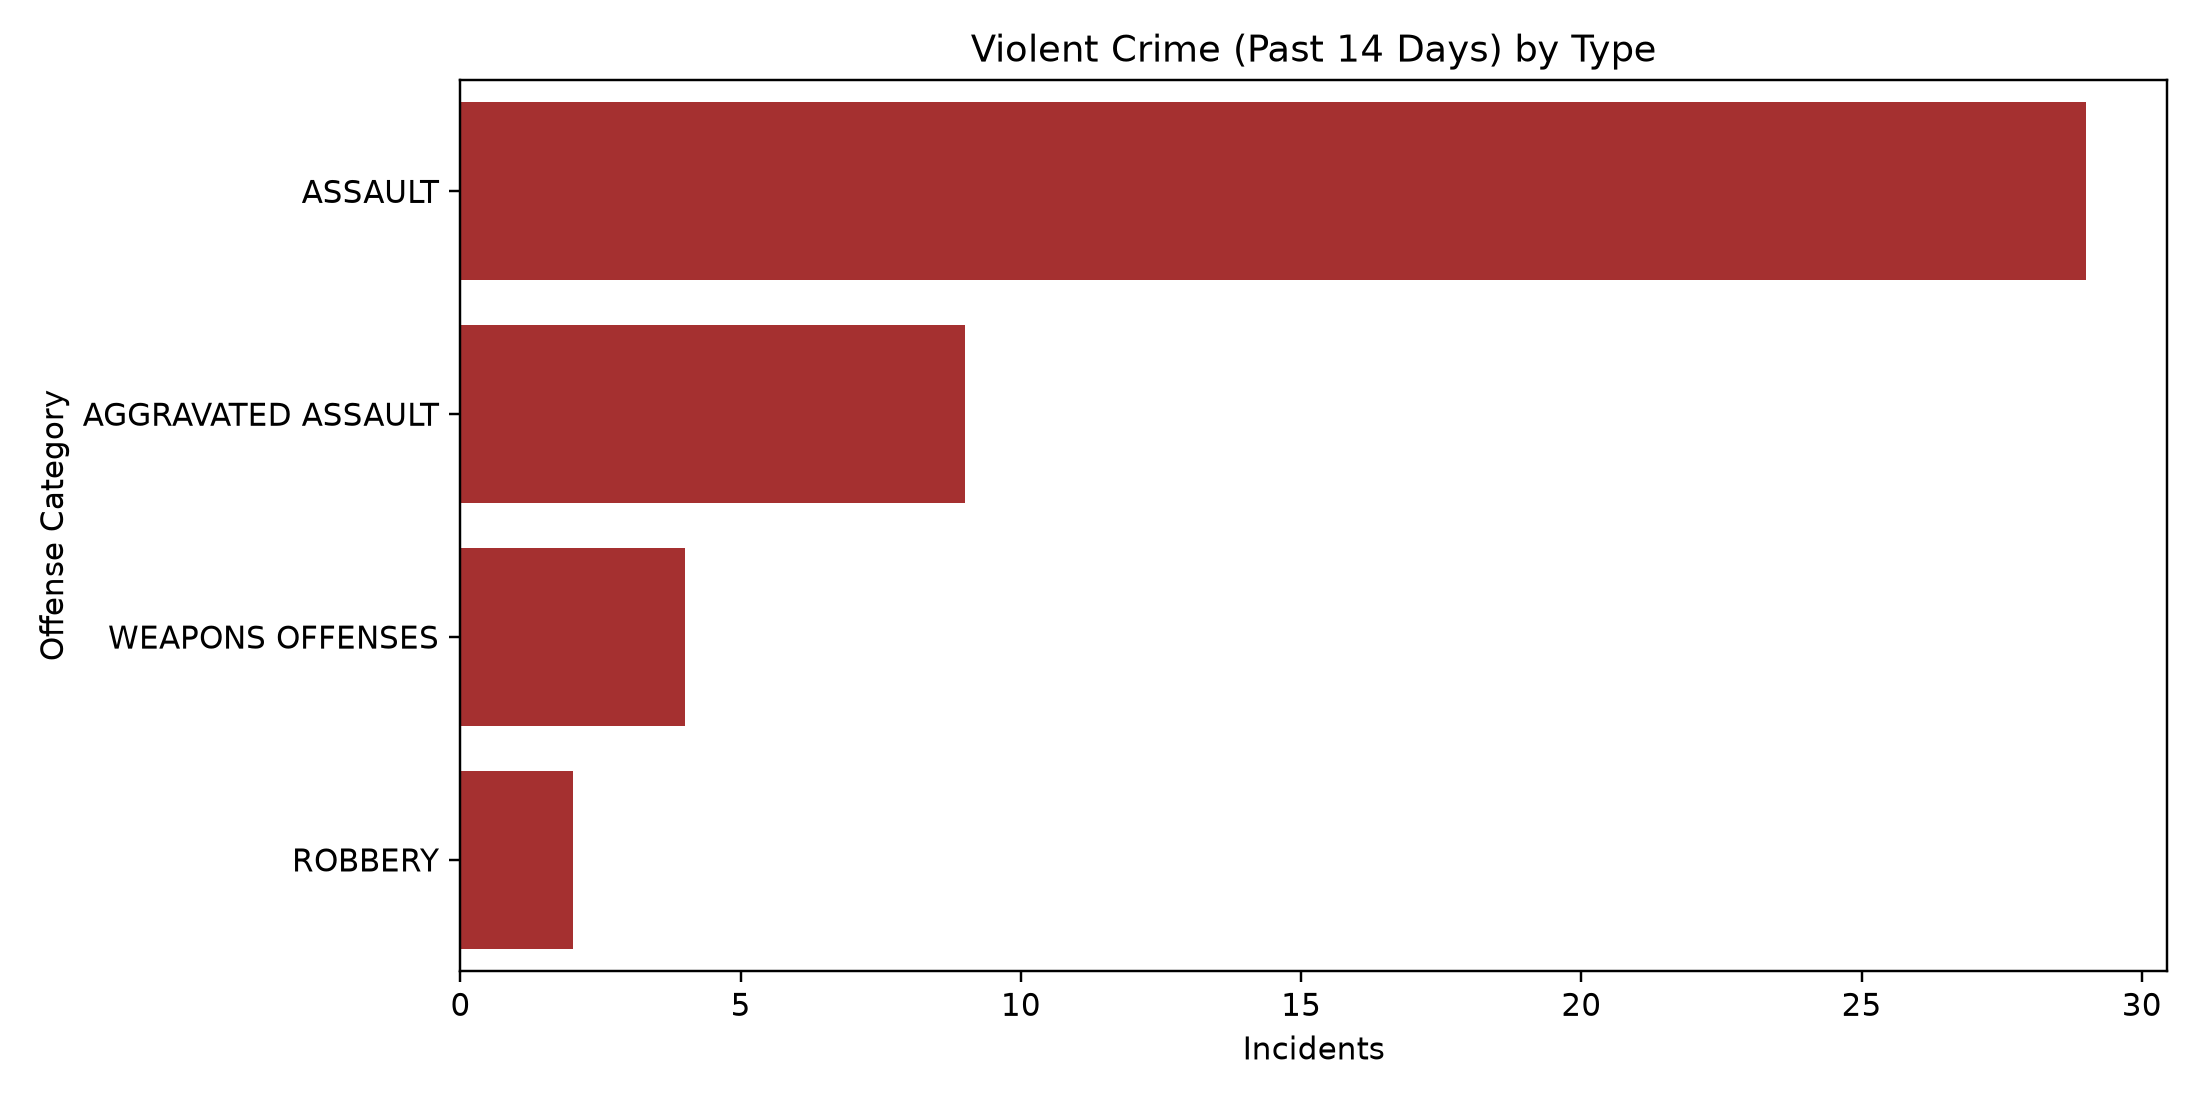 Violent Crime (Past 14 Days) by Type
Offense Category
ASSAULT
AGGRAVATED ASSAULT
WEAPONS OFFENSES
ROBBERY
0 5 10 15 20 25 30
Incidents